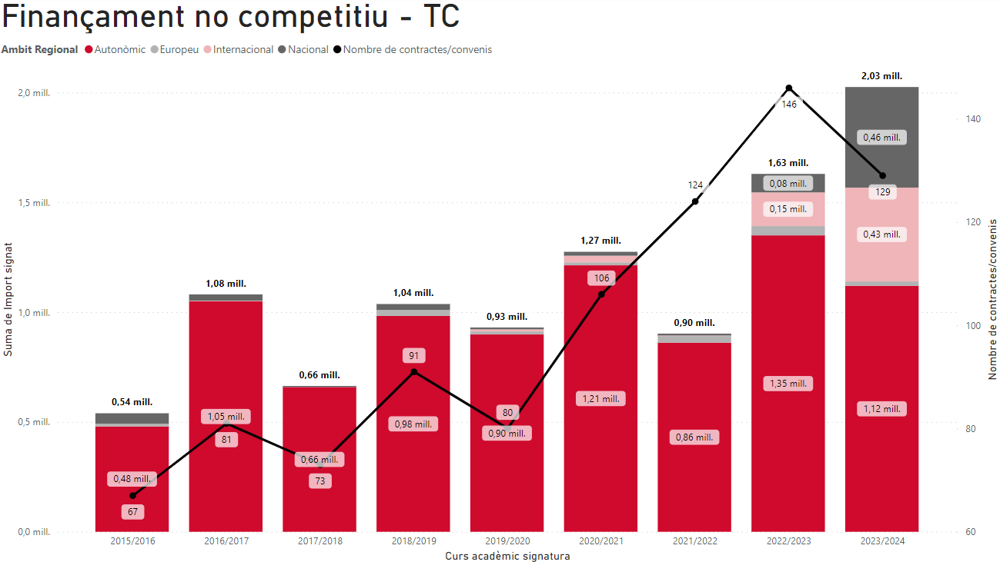 Finançament no competitiu - TC
Ambit Regional Autonòmic Europeu Internacional Nacional Nombre de contractes/convenis
2,03 mill.
2,0 mill.
146
140
0,46 mill.
1,63 mill.
124
0,08 mill.
129
1,5 mill.
0,15 mill.
120
0,43 mill.
1,27 mill.
1,08 mill.
106
1,04 mill.
0,93 mill.
1,0 mill.
0,90 mill.
100
91
0,66 mill.
1,35 mill.
0,54 mill.
1,21 mill.
1,12 mill.
80
1,05 mill.
0,5 mill.
0,98 mill.
80
0,90 mill.
81
0,86 mill.
0,66 mill.
0,48 mill.
73
67
0,0 mill.
60
2015/2016 2016/2017 2017/2018 2018/2019 2019/2020 2020/2021 2021/2022 2022/2023 2023/2024
Curs acadèmic signatura
Suma de Import signat
Nombre de contractes/convenis